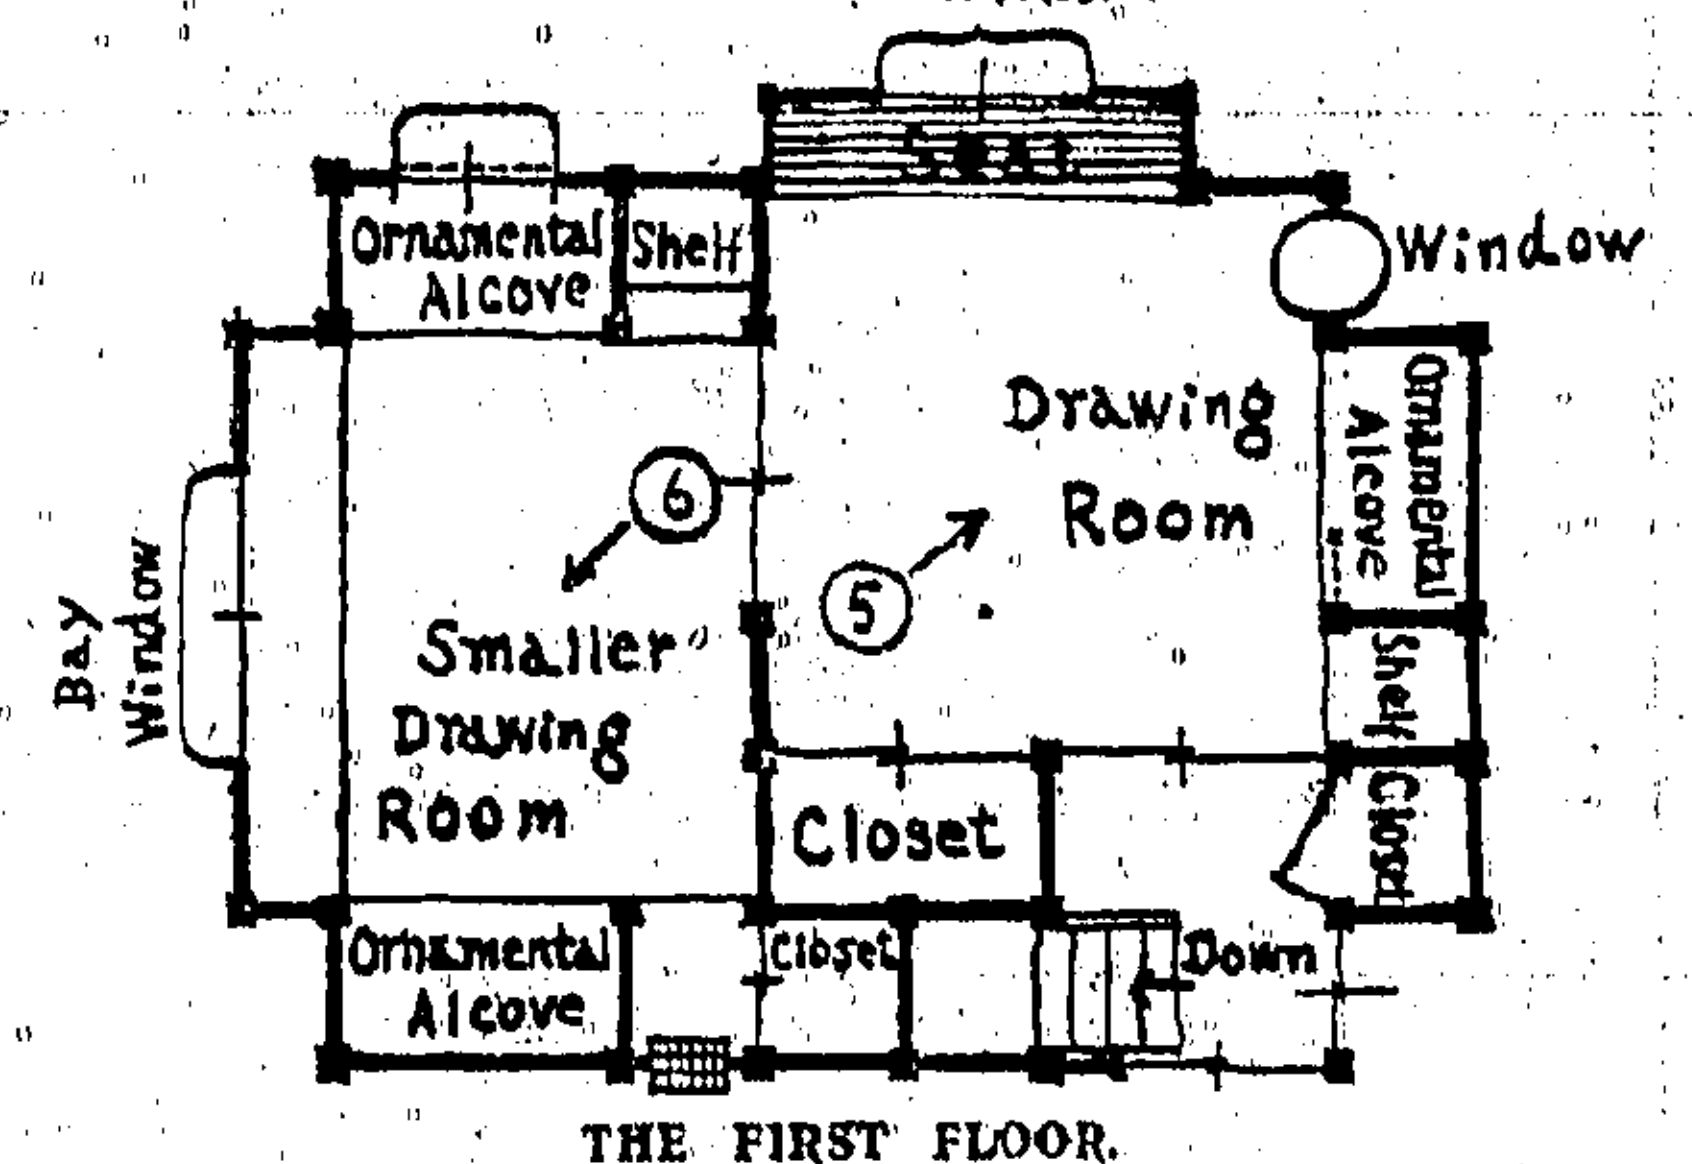 SEAT
Ornamental
Alcove
Shelf
Window
Drawing
Room
Ornamental
Alcove
6
5
Bay
Window
Smaller
Drawing
Room
Shelf
Closet
Closet
Ornamental
Alcove
Closet
Down
THE FIRST FLOOR.